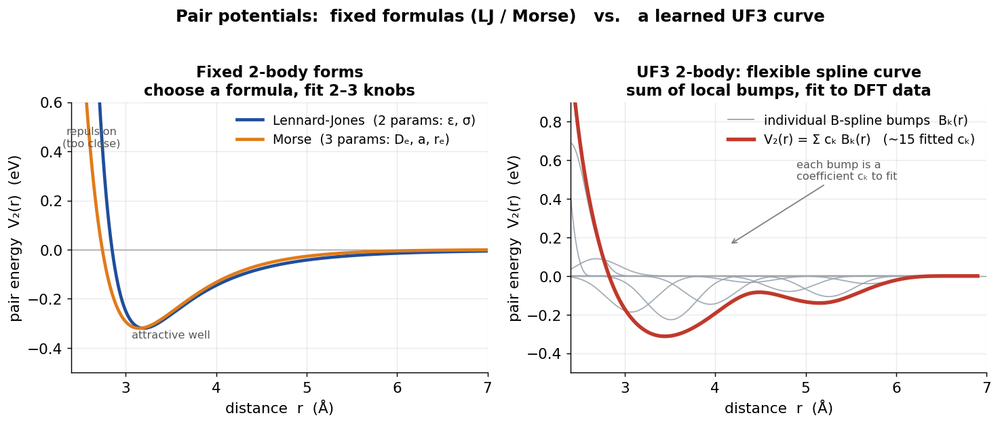 Pair potentials:  fixed formulas (LJ / Morse)   vs.   a learned UF3 curve
Fixed 2-body forms
choose a formula, fit 2–3 knobs
pair energy  V₂(r)  (eV)
0.6
0.4
0.2
0.0
−0.2
−0.4
repulsion
(too close)
Lennard-Jones  (2 params: ε, σ)
Morse  (3 params: Dₑ, a, rₑ)
attractive well
3
4
5
6
7
distance  r  (Å)
UF3 2-body: flexible spline curve
sum of local bumps, fit to DFT data
pair energy  V₂(r)  (eV)
0.8
0.6
0.4
0.2
0.0
−0.2
−0.4
individual B-spline bumps  Bₖ(r)
V₂(r) = Σ cₖ Bₖ(r)   (~15 fitted cₖ)
each bump is a
coefficient cₖ to fit
3
4
5
6
7
distance  r  (Å)